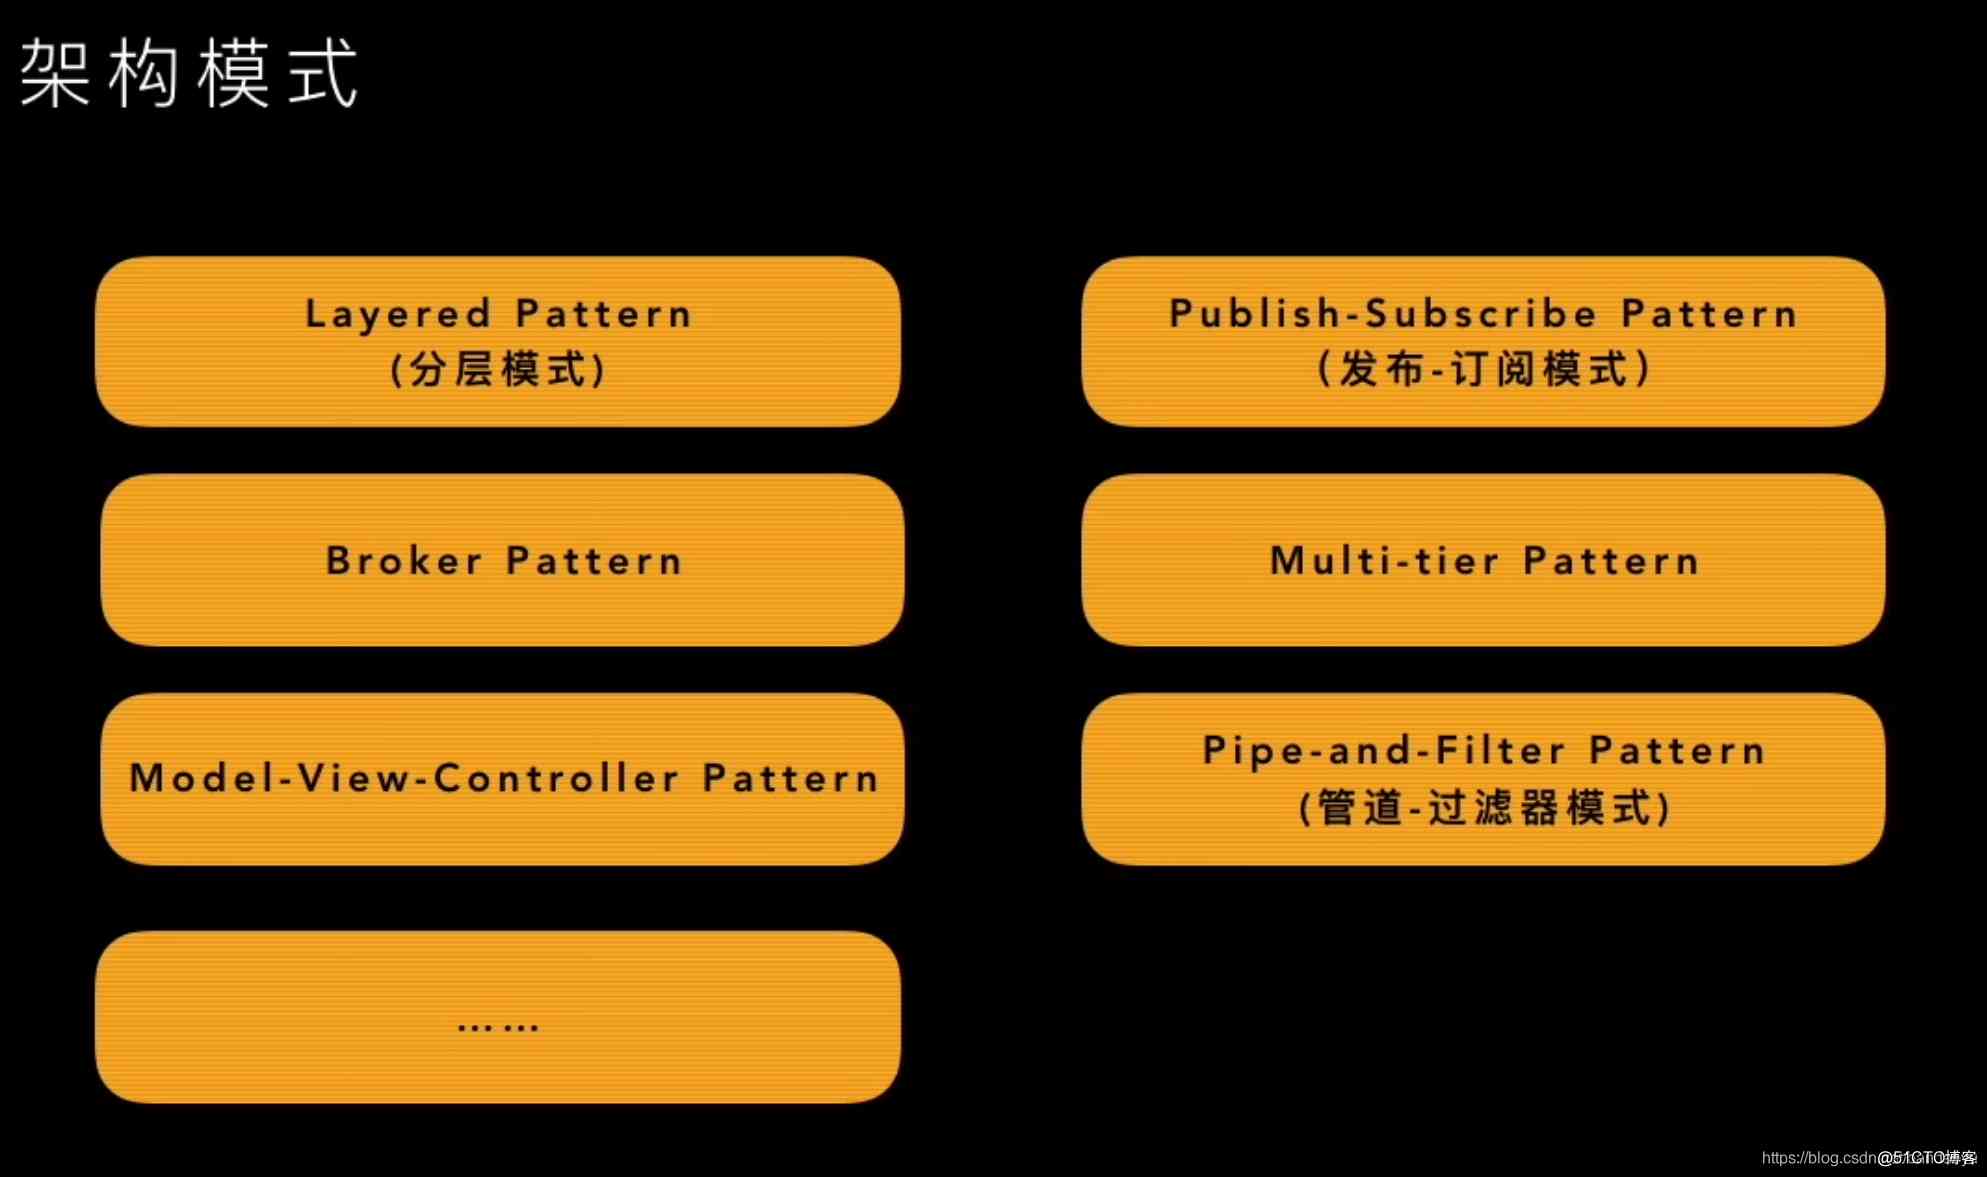 架构模式
Layered Pattern
(分层模式)
Publish-Subscribe Pattern
(发布-订阅模式)
Broker Pattern
Multi-tier Pattern
Model-View-Controller Pattern
Pipe-and-Filter Pattern
(管道-过滤器模式)
……
https://blog.csdn
@51CTO博客